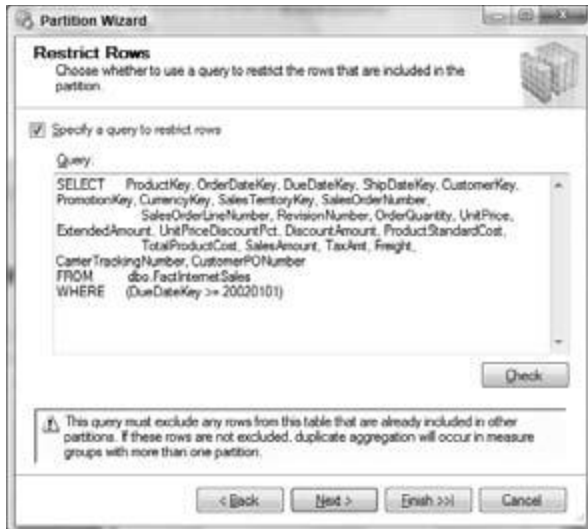 Partition Wizard
Restrict Rows
Choose whether to use a query to restrict the rows that are included in the
partition.
Specify a query to restrict rows
Query:
SELECT ProductKey, OrderDateKey, DueDateKey, ShipDateKey, CustomerKey,
PromotionKey, CurrencyKey, SalesTerritoryKey, SalesOrderNumber,
SalesOrderLineNumber, RevisionNumber, OrderQuantity, UnitPrice,
ExtendedAmount, UnitPriceDiscountPct, DiscountAmount, ProductStandardCost,
TotalProductCost, SalesAmount, TaxAmt, Freight,
CarrierTrackingNumber, CustomerPONumber
FROM dbo.FactInternetSales
WHERE (DueDateKey >= 20020101)
Check
This query must exclude any rows from this table that are already included in other
partitions. If these rows are not excluded, duplicate aggregation will occur in measure
groups with more than one partition.
< Back
Next >
Finish >>|
Cancel